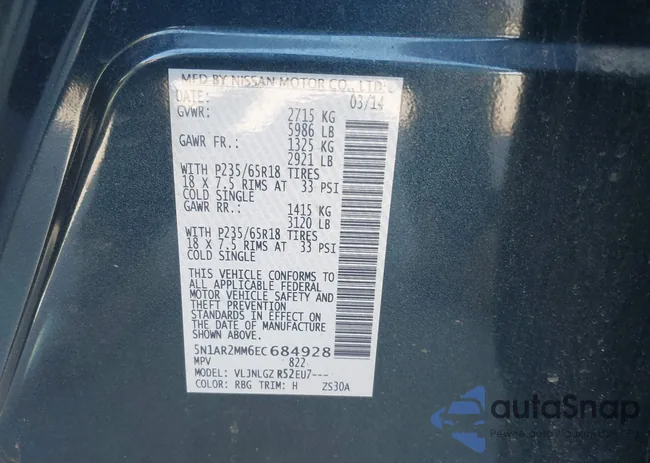 MFD BY NISSAN MOTOR CO., LTD.
DATE: 03/14
GVWR: 2715 KG
5986 LB
GAWR FR.: 1325 KG
2921 LB
WITH P235/65R18 TIRES
18 X 7.5 RIMS AT 33 PSI
COLD SINGLE
GAWR RR.: 1415 KG
3120 LB
WITH P235/65R18 TIRES
18 X 7.5 RIMS AT 33 PSI
COLD SINGLE
THIS VEHICLE CONFORMS TO
ALL APPLICABLE FEDERAL
MOTOR VEHICLE SAFETY AND
THEFT PREVENTION
STANDARDS IN EFFECT ON
THE DATE OF MANUFACTURE
SHOWN ABOVE.
5N1AR2MM6EC684928
MPV 822
MODEL: VLJNLGZ R52EU7---
COLOR: RBG TRIM: H ZS30A
autoSnap